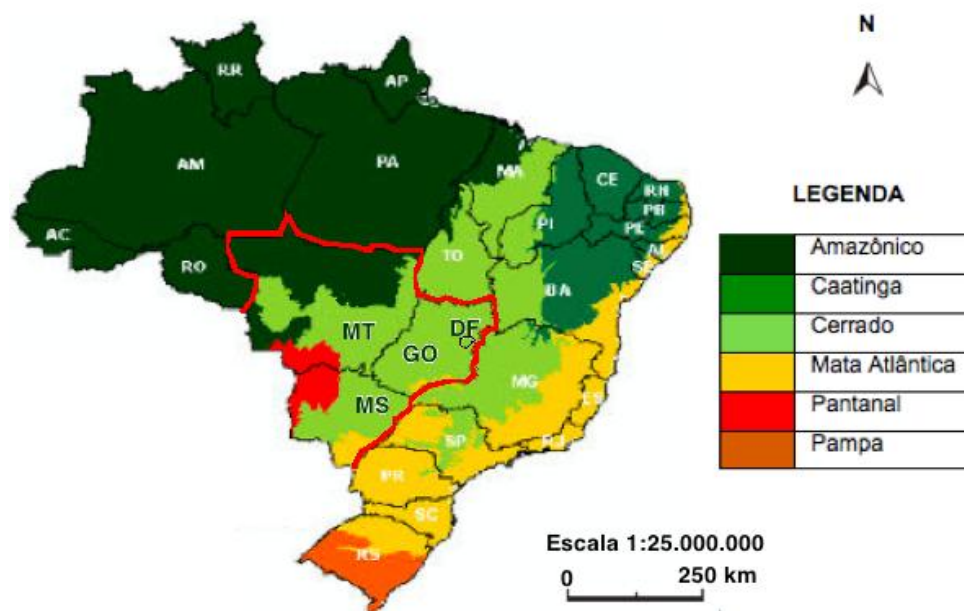 N
RR
AP
AM
PA
MA
CE
RN
PB
PE
PI
AC
RO
TO
SE
BA
MT
DF
GO
MG
MS
ES
SP
RJ
PR
SC
RS
LEGENDA
Amazônico
Caatinga
Cerrado
Mata Atlântica
Pantanal
Pampa
Escala 1:25.000.000
0 250 km